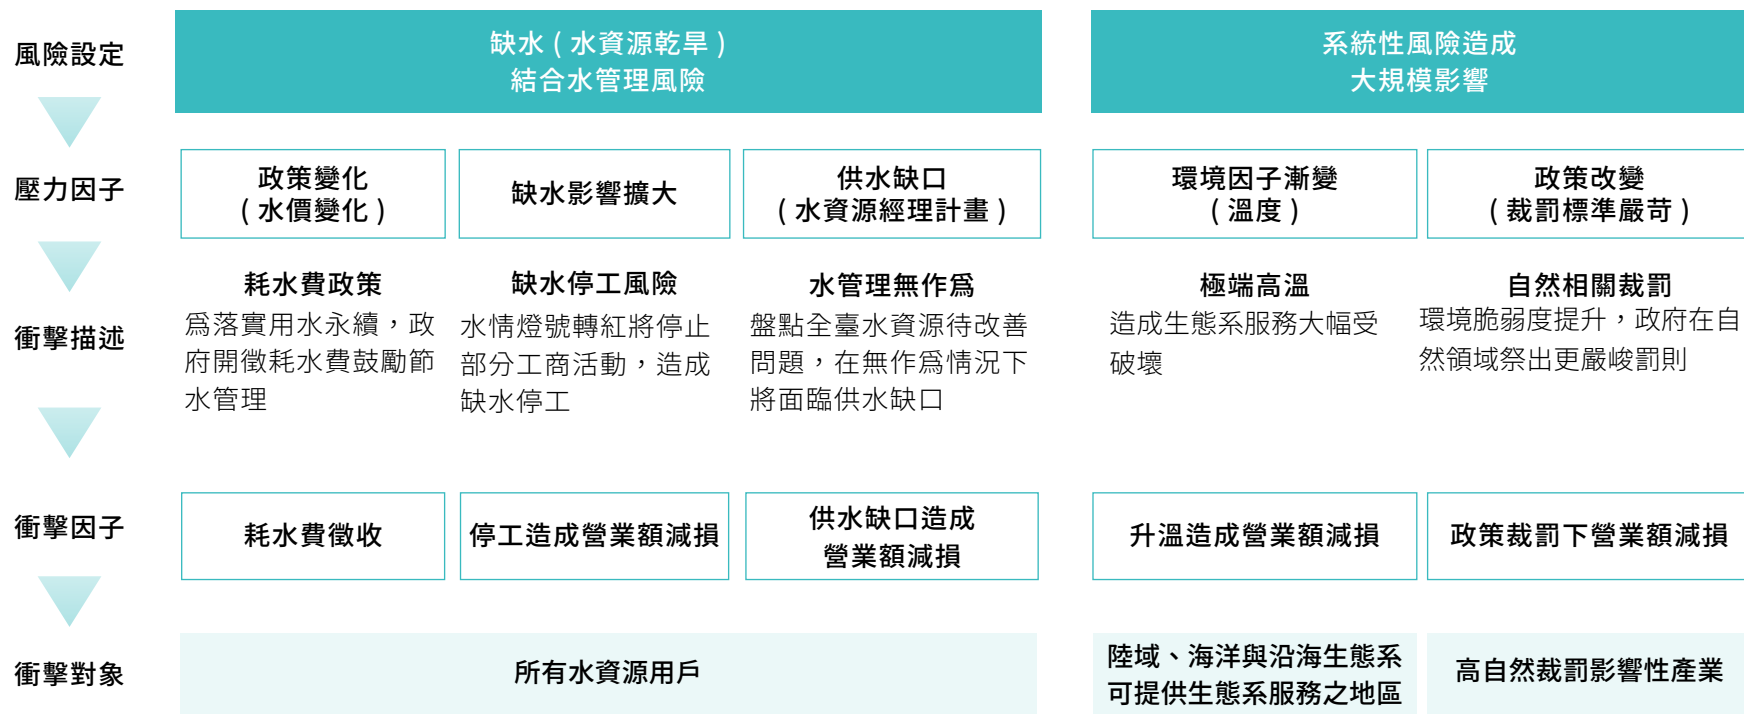 風險設定
缺水 ( 水資源乾旱 )
結合水管理風險
系統性風險造成
大規模影響
壓力因子
政策變化
( 水價變化 )
缺水影響擴大
供水缺口
( 水資源經理計畫 )
環境因子漸變
( 溫度 )
政策改變
( 裁罰標準嚴苛 )
衝擊描述
耗水費政策
為落實用水永續，政
府開徵耗水費鼓勵節
水管理
缺水停工風險
水情燈號轉紅將停止
部分工商活動，造成
缺水停工
水管理無作為
盤點全臺水資源待改善
問題，在無作為情況下
將面臨供水缺口
極端高溫
造成生態系服務大幅受
破壞
自然相關裁罰
環境脆弱度提升，政府在自
然領域祭出更嚴峻罰則
衝擊因子
耗水費徵收
停工造成營業額減損
供水缺口造成
營業額減損
升溫造成營業額減損
政策裁罰下營業額減損
衝擊對象
所有水資源用戶
陸域、海洋與沿海生態系
可提供生態系服務之地區
高自然裁罰影響性產業